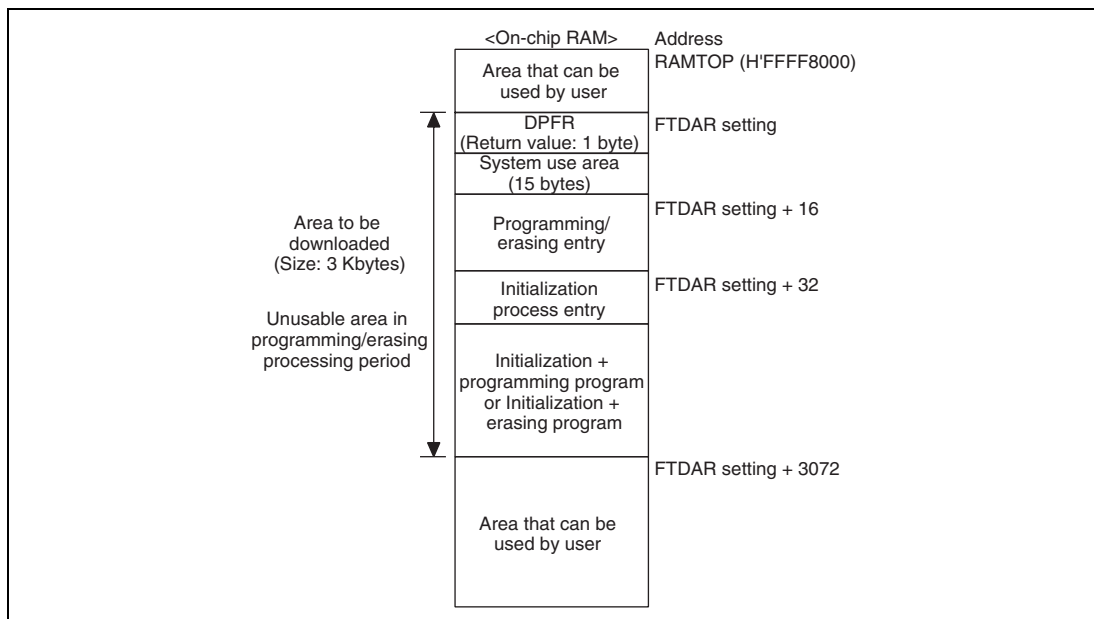 <On-chip RAM>
Address
RAMTOP (H'FFFF8000)
Area that can be
used by user
DPFR
(Return value: 1 byte)
FTDAR setting
System use area
(15 bytes)
Area to be
downloaded
(Size: 3 Kbytes)
Unusable area in
programming/erasing
processing period
Programming/
erasing entry
FTDAR setting + 16
Initialization
process entry
FTDAR setting + 32
Initialization +
programming program
or Initialization +
erasing program
FTDAR setting + 3072
Area that can be
used by user